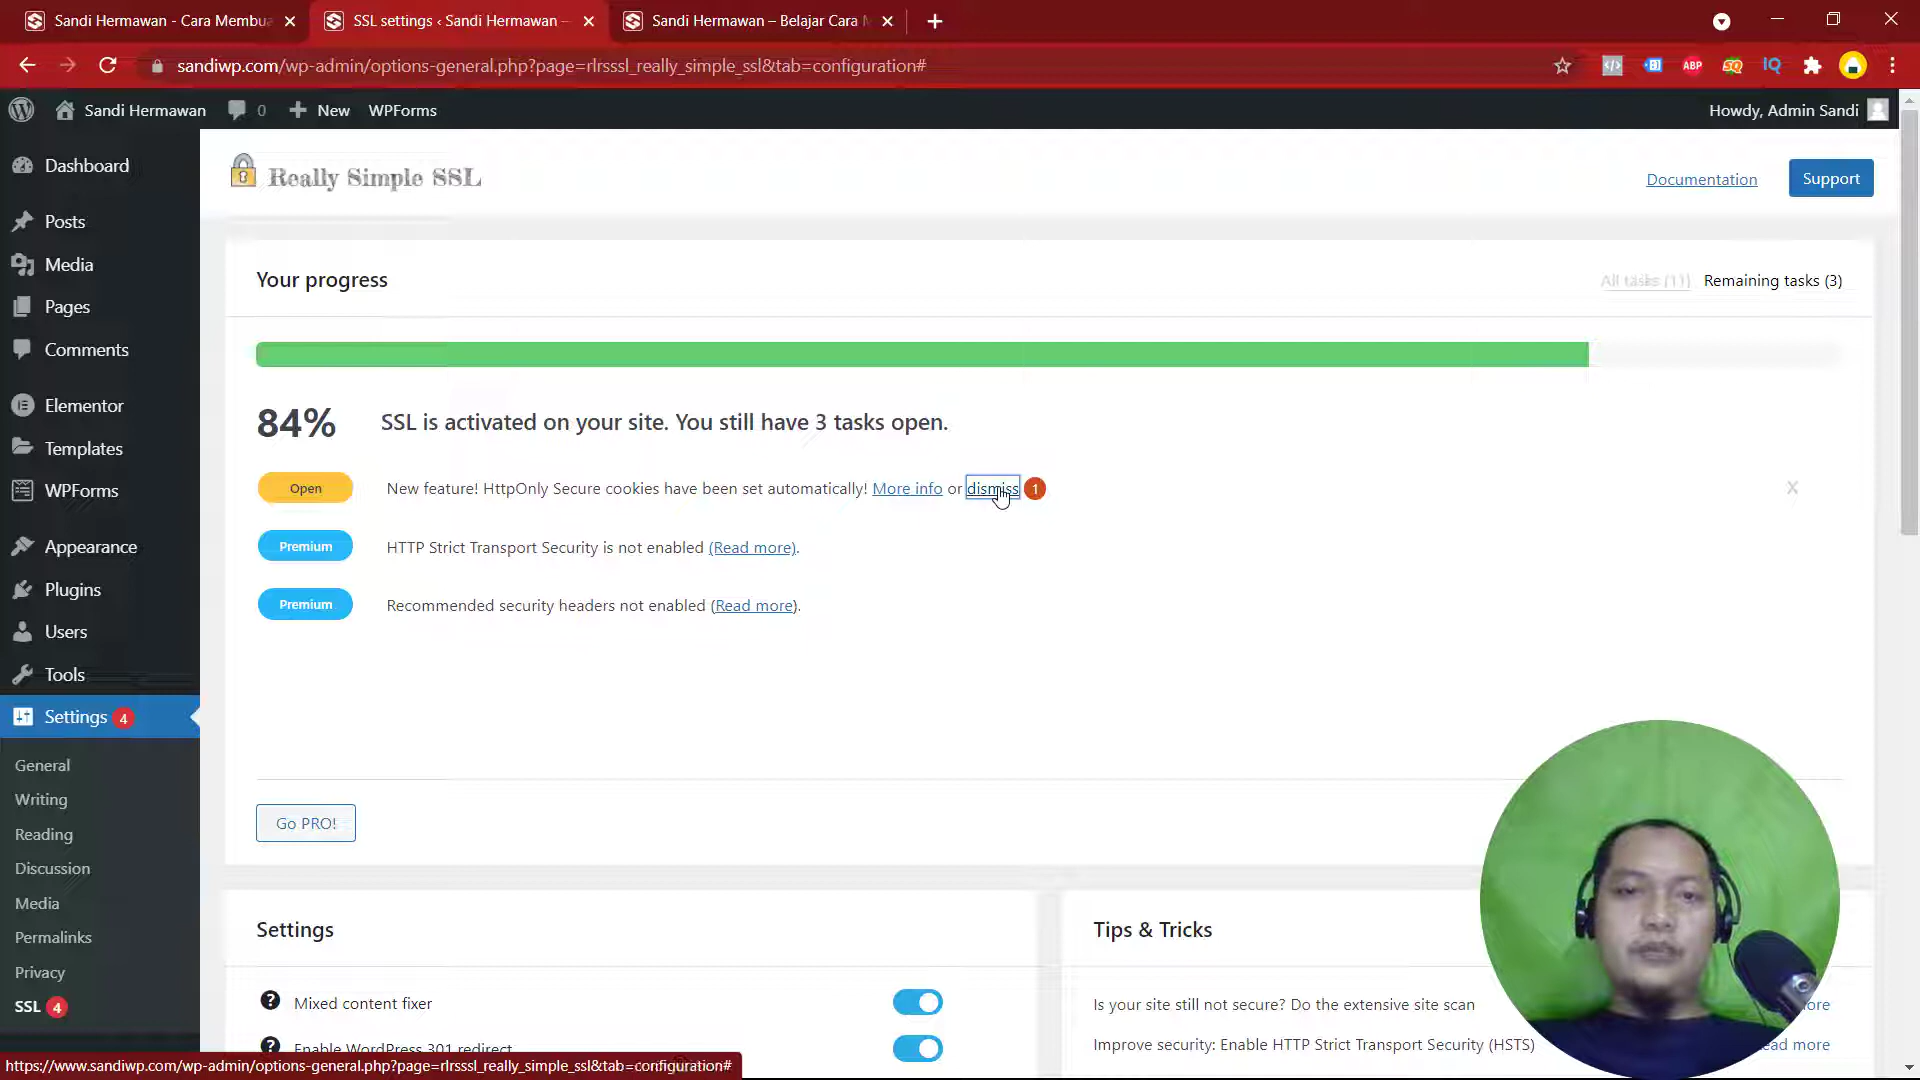 Sandi Hermawan - Cara Membua
SSL settings ‹ Sandi Hermawan —
Sandi Hermawan – Belajar Cara M
sandiwp.com/wp-admin/options-general.php?page=rlrsssl_really_simple_ssl&tab=configuration#
ABP
SQ
IQ
Sandi Hermawan
0
New
WPForms
Howdy, Admin Sandi
Dashboard
Posts
Media
Pages
Comments
Elementor
Templates
WPForms
Appearance
Plugins
Users
Tools
Settings 4
General
Writing
Reading
Discussion
Media
Permalinks
Privacy
SSL 4
Really Simple SSL
Documentation
Support
Your progress
All tasks (11)
Remaining tasks (3)
84%
SSL is activated on your site. You still have 3 tasks open.
Open
New feature! HttpOnly Secure cookies have been set automatically! More info or dismiss 1
X
Premium
HTTP Strict Transport Security is not enabled (Read more).
Premium
Recommended security headers not enabled (Read more).
Go PRO!
Settings
Mixed content fixer
Enable WordPress 301 redirect
Tips & Tricks
Is your site still not secure? Do the extensive site scan
Improve security: Enable HTTP Strict Transport Security (HSTS)
ead more
https://www.sandiwp.com/wp-admin/options-general.php?page=rlrsssl_really_simple_ssl&tab=configuration#